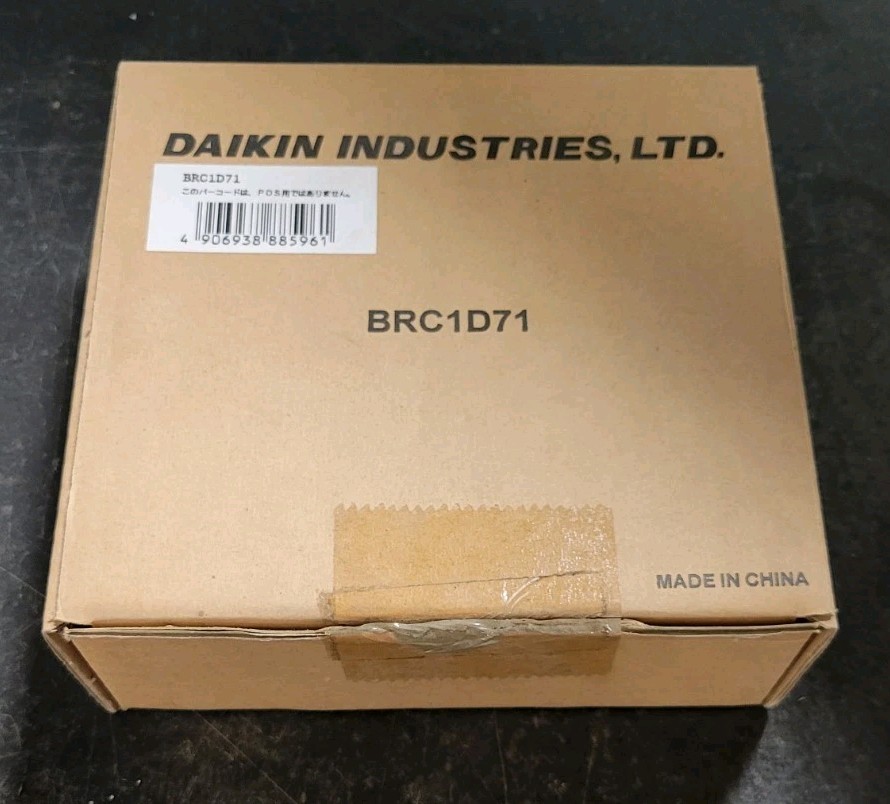 DAIKIN INDUSTRIES, LTD.
BRC1D71
このバーコードは、POS用ではありません。
4 906938 885961
BRC1D71
MADE IN CHINA